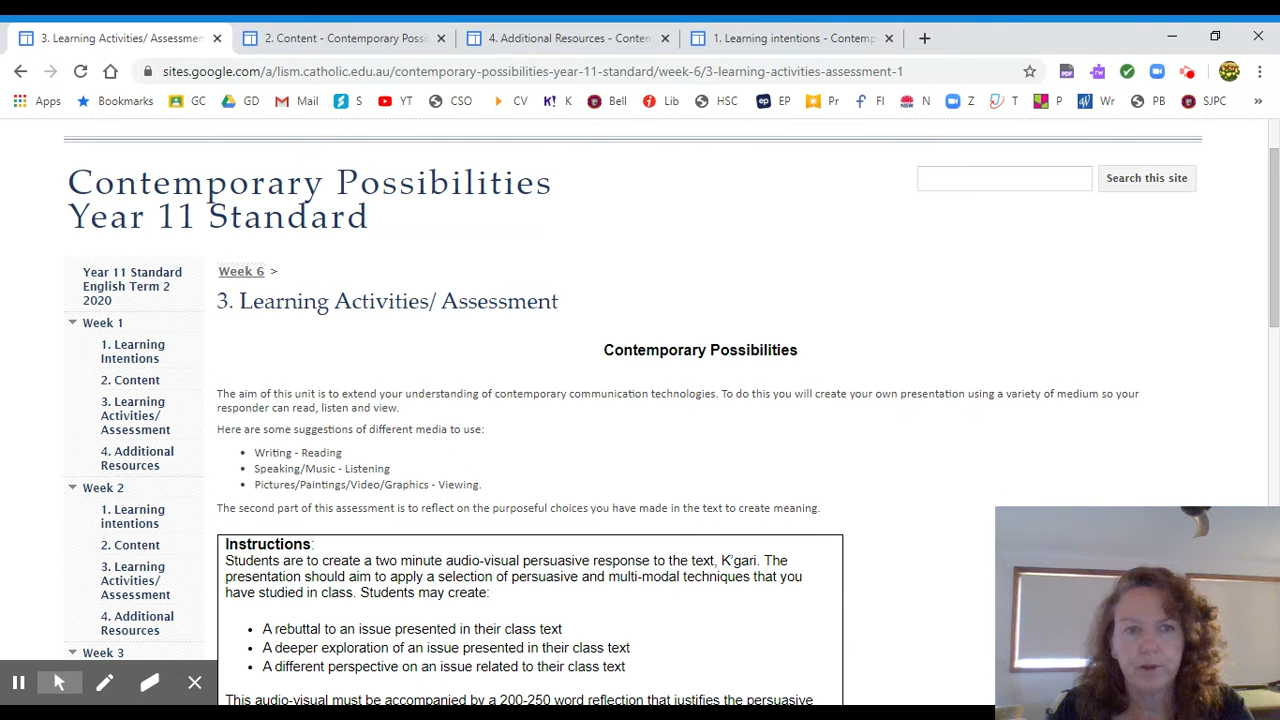 3. Learning Activities/ Assessmen
2. Content - Contemporary Possib
4. Additional Resources - Conten
1. Learning intentions - Contemp
sites.google.com/a/lism.catholic.edu.au/contemporary-possibilities-year-11-standard/week-6/3-learning-activities-assessment-1
Apps Bookmarks GC GD Mail S YT CSO CV K! K Bell Lib HSC ep EP Pr FI N Z T P Wr PB SJPC »
Contemporary Possibilities
Year 11 Standard
Search this site
Year 11 Standard
English Term 2
2020
Week 1
1. Learning
Intentions
2. Content
3. Learning
Activities/
Assessment
4. Additional
Resources
Week 2
1. Learning
intentions
2. Content
3. Learning
Activities/
Assessment
4. Additional
Resources
Week 3
Week 6 >
3. Learning Activities/ Assessment
Contemporary Possibilities
The aim of this unit is to extend your understanding of contemporary communication technologies. To do this you will create your own presentation using a variety of medium so your
responder can read, listen and view.
Here are some suggestions of different media to use:
• Writing - Reading
• Speaking/Music - Listening
• Pictures/Paintings/Video/Graphics - Viewing.
The second part of this assessment is to reflect on the purposeful choices you have made in the text to create meaning.
Instructions:
Students are to create a two minute audio-visual persuasive response to the text, K'gari. The
presentation should aim to apply a selection of persuasive and multi-modal techniques that you
have studied in class. Students may create:
• A rebuttal to an issue presented in their class text
• A deeper exploration of an issue presented in their class text
• A different perspective on an issue related to their class text
This audio-visual must be accompanied by a 200-250 word reflection that justifies the persuasive